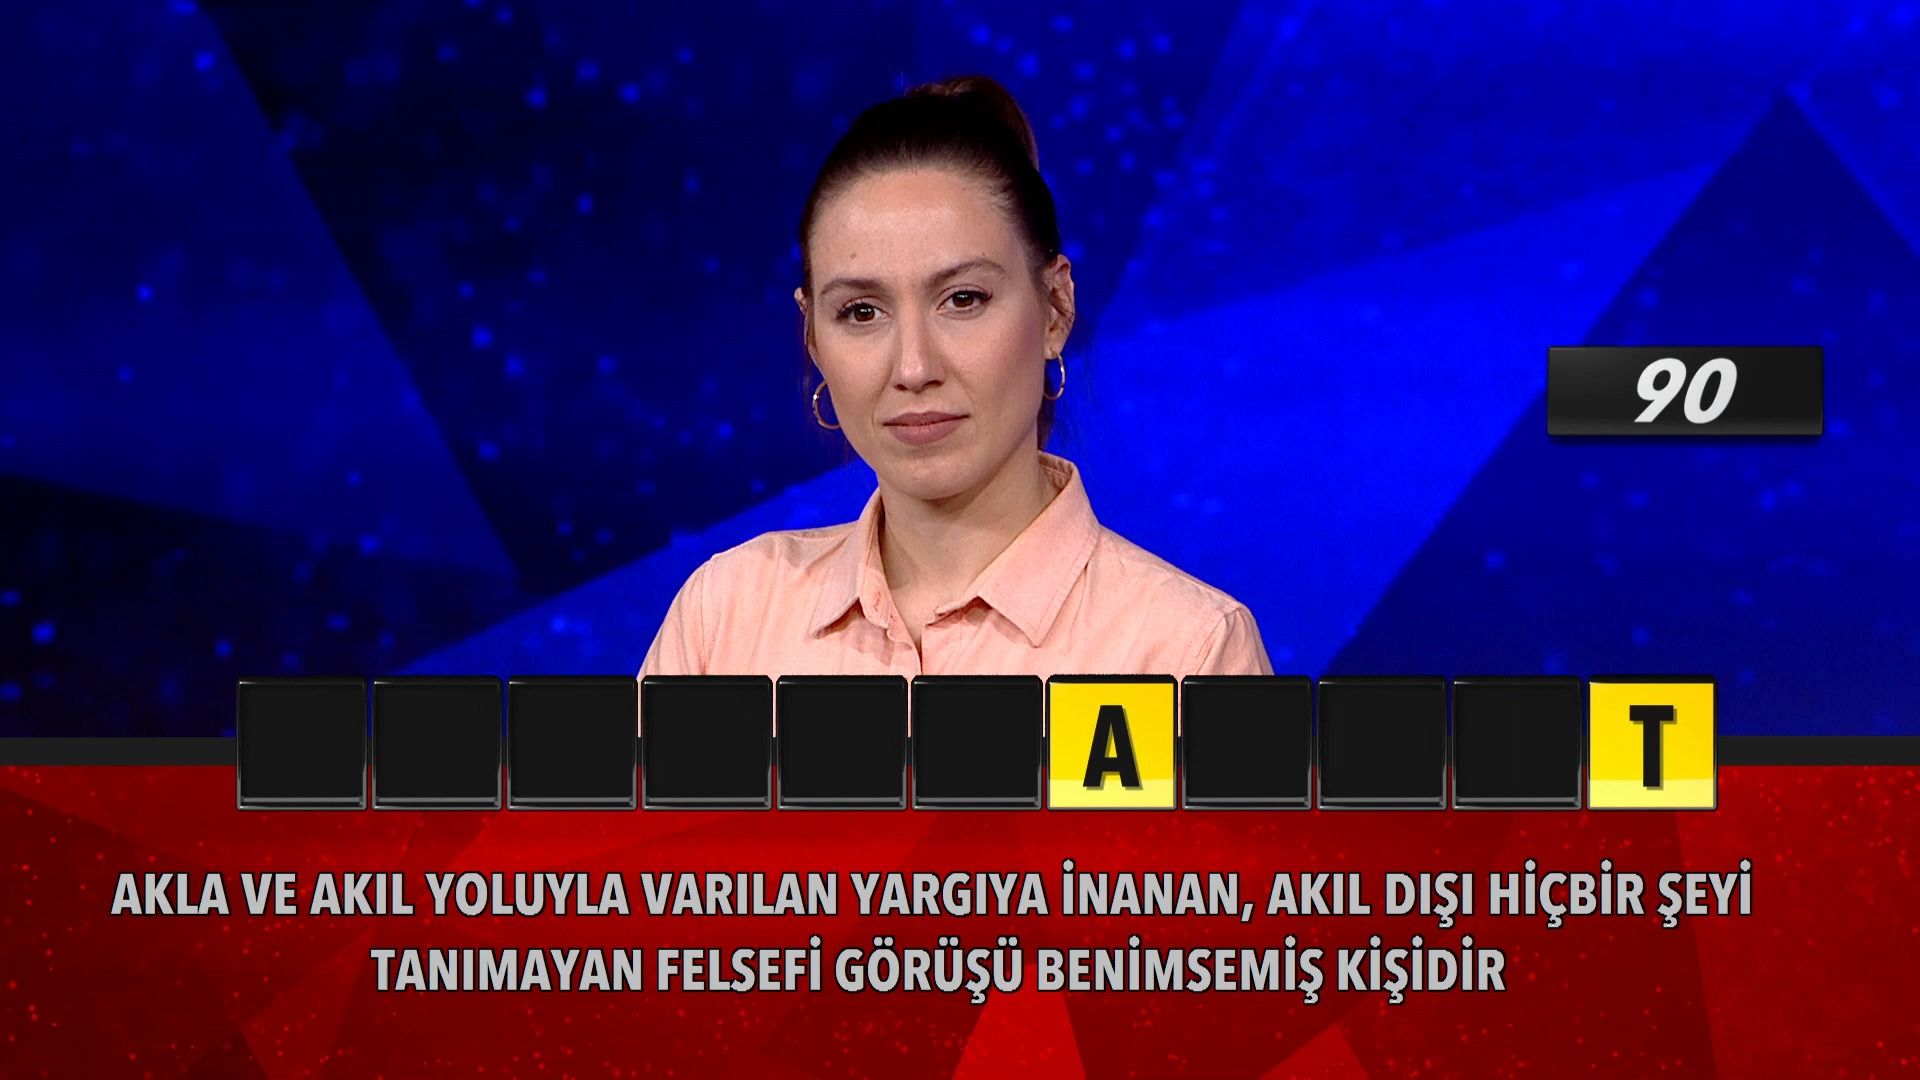 90
A T
AKLA VE AKIL YOLUYLA VARILAN YARGIYA İNANAN, AKIL DIŞI HİÇBİR ŞEYİ
TANIMAYAN FELSEFİ GÖRÜŞÜ BENİMSEMİŞ KİŞİDİR